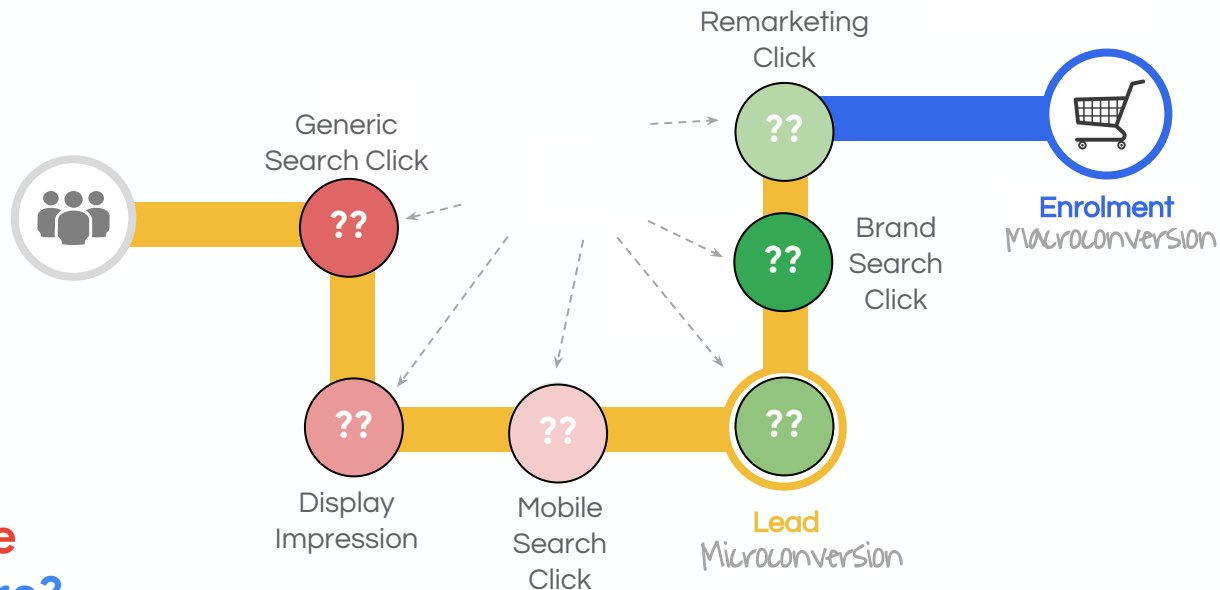 Remarketing
Click
Generic
Search Click
??
??
Enrolment
Macroconversion
??
Brand
Search
Click
??
??
??
Display
Impression
Mobile
Search
Click
Lead
Microconversion